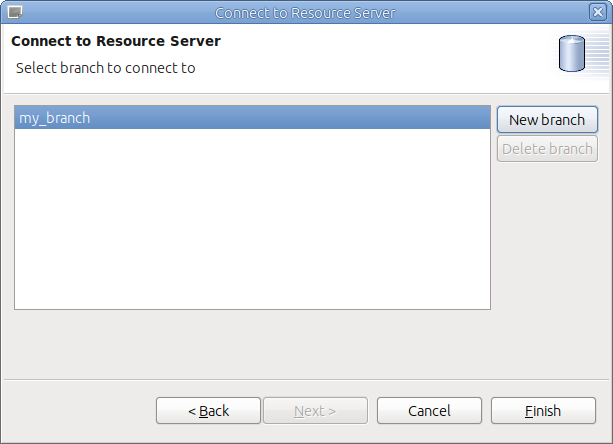 Connect to Resource Server
Connect to Resource Server
Select branch to connect to
my_branch
New branch
Delete branch
< Back
Next >
Cancel
Finish